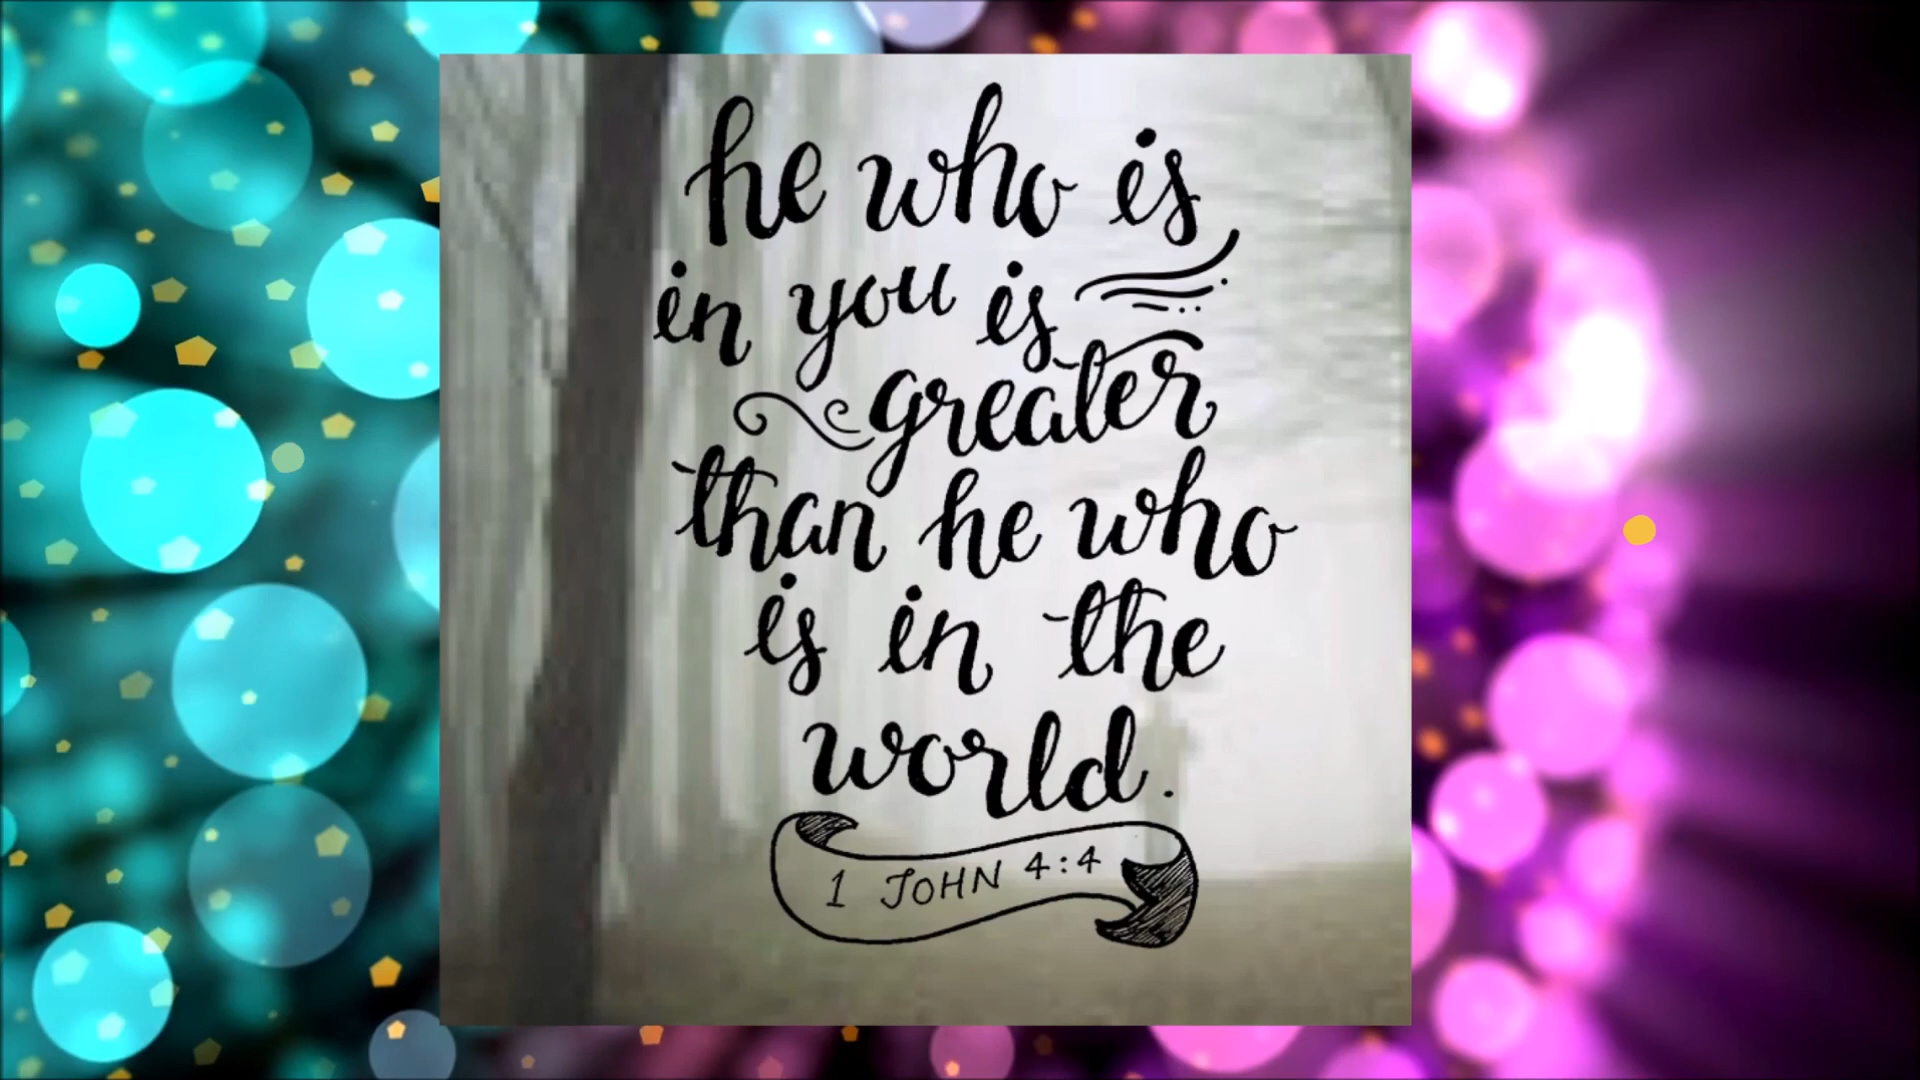 he who is
in you is
greater
than he who
is in the
world.
1 JOHN 4:4